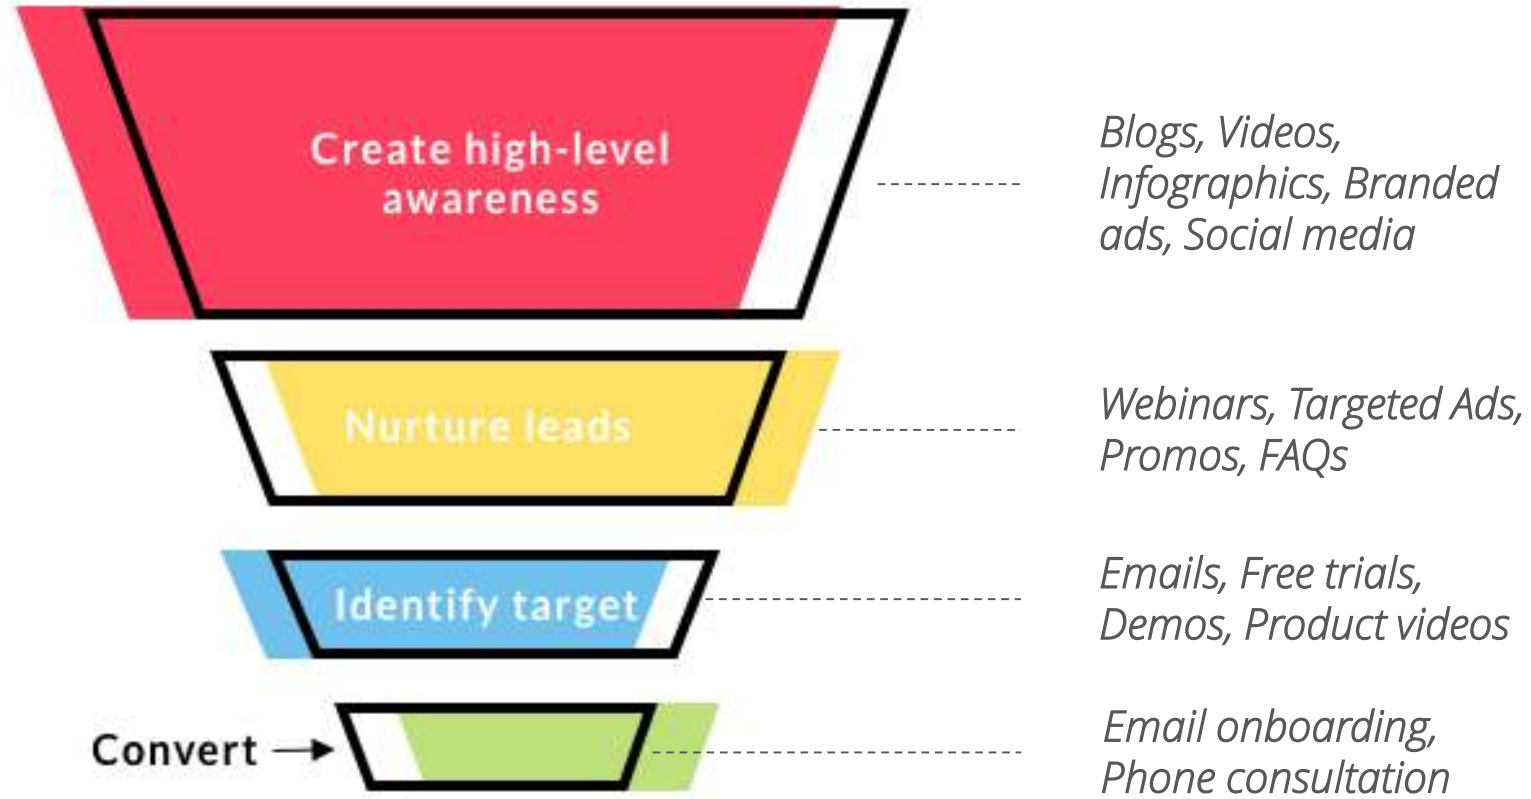 Create high-level
awareness
Blogs, Videos,
Infographics, Branded
ads, Social media
Nurture leads
Webinars, Targeted Ads,
Promos, FAQs
Identify target
Emails, Free trials,
Demos, Product videos
Convert
Email onboarding,
Phone consultation